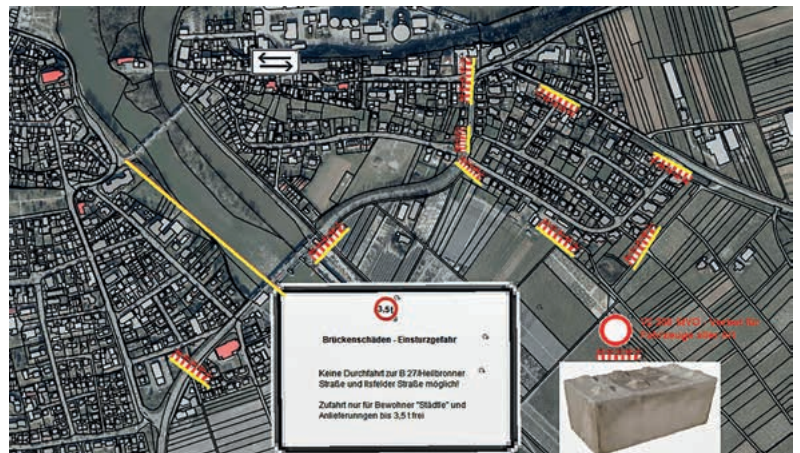 3,5t
Brückenschäden - Einsturzgefahr
Keine Durchfahrt zur B 27/Heilbronner
Straße und Ilsfelder Straße möglich!
Zufahrt nur für Bewohner "Städtle" und
Anlieferunngen bis 3,5 t frei